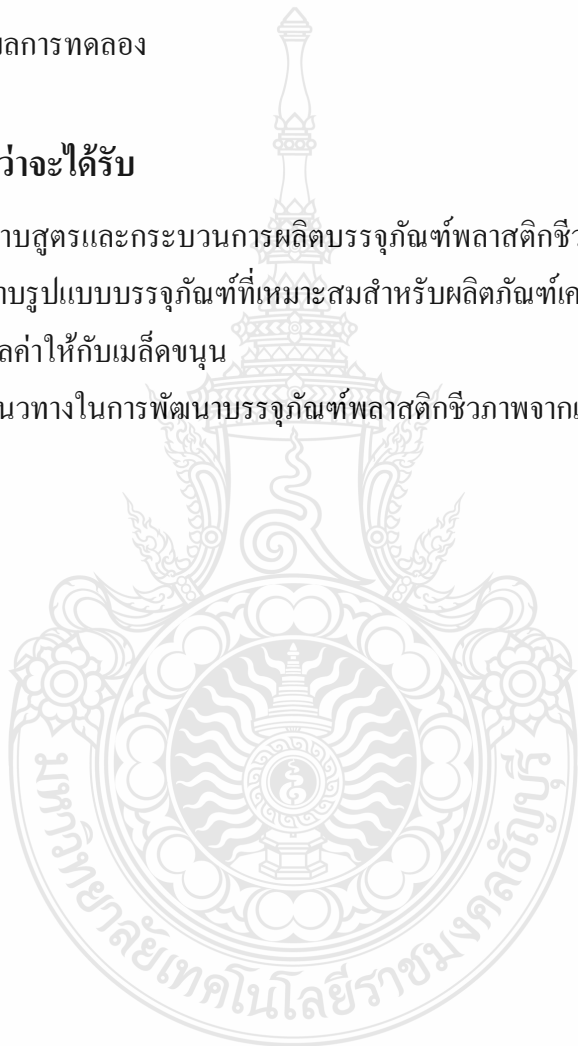 ผลการทดลอง
ว่าจะได้รับ
าบสูตรและกระบวนการผลิตบรรจุภัณฑ์พลาสติกชีว
าบรูปแบบบรรจุภัณฑ์ที่เหมาะสมสำหรับผลิตภัณฑ์เค
ลค่าให้กับเมล็ดขนุน
นวทางในการพัฒนาบรรจุภัณฑ์พลาสติกชีวภาพจากเ
มหาวิทยาลัยเทคโนโลยีราชมงคลธัญบุรี